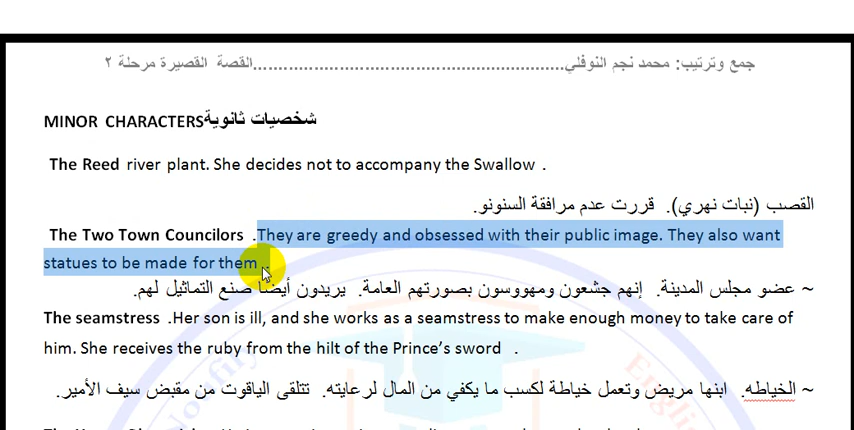 جمع وترتيب: محمد نجم النوفلي......................................................القصة القصيرة مرحلة ٢
MINOR CHARACTERSشخصيات ثانوية
The Reed river plant. She decides not to accompany the Swallow .
القصب (نبات نهري). قررت عدم مرافقة السنونو.
The Two Town Councilors .They are greedy and obsessed with their public image. They also want
statues to be made for them .
~ عضو مجلس المدينة. إنهم جشعون ومهووسون بصورتهم العامة. يريدون أيضًا صنع التماثيل لهم.
The seamstress .Her son is ill, and she works as a seamstress to make enough money to take care of
him. She receives the ruby from the hilt of the Prince’s sword .
~ الخياطه. ابنها مريض وتعمل خياطة لكسب ما يكفي من المال لرعايته. تتلقى الياقوت من مقبض سيف الأمير.